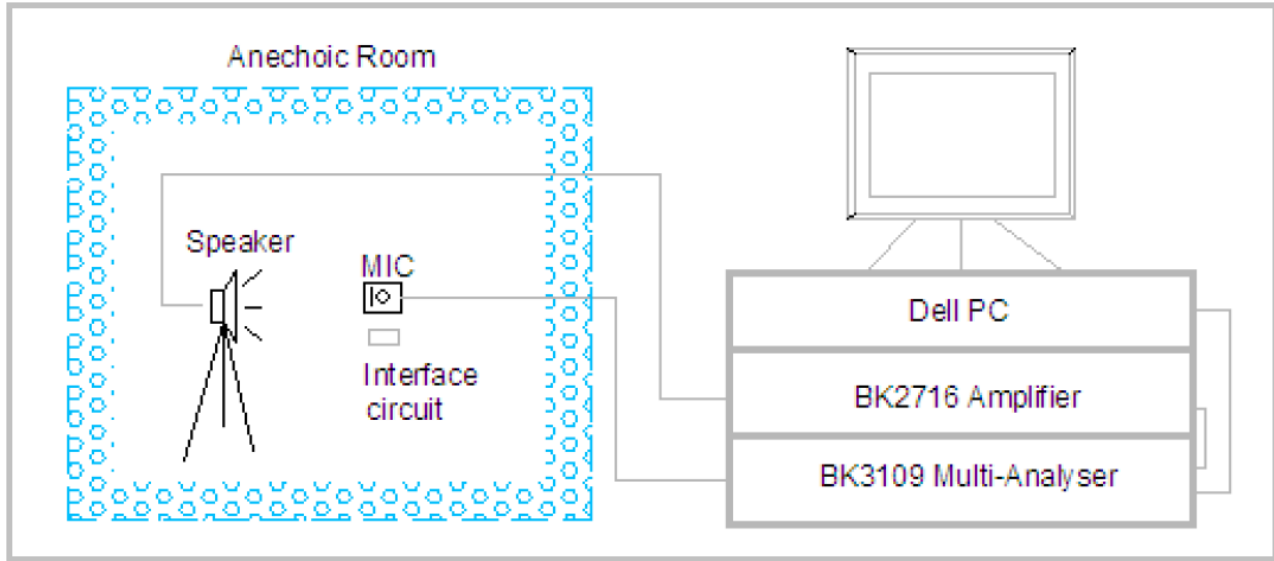 Anechoic Room
Speaker
MIC
Interface
circuit
Dell PC
BK2716 Amplifier
BK3109 Multi-Analyser